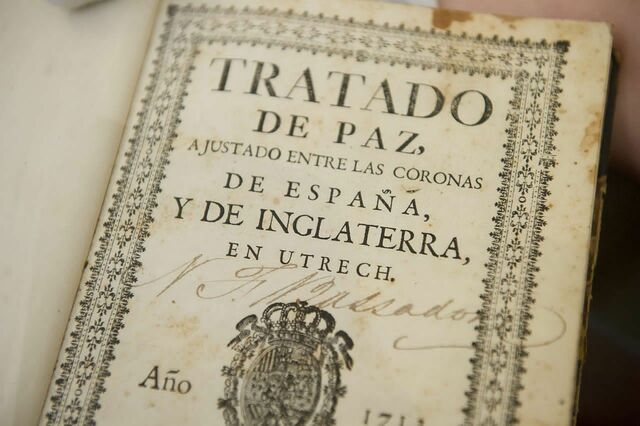 TRATADO
DE PAZ,
AJUSTADO ENTRE LAS CORONAS
DE ESPAÑA,
Y DE INGLATERRA,
EN UTRECH.
Año